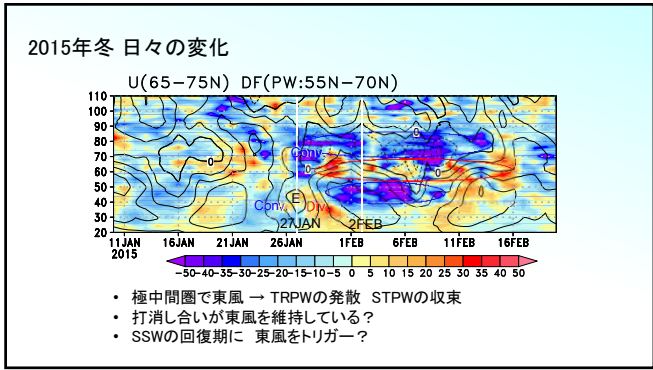 2015年冬 日々の変化
U(65-75N) DF(PW:55N-70N)
110
100
90
80
70
60
50
40
30
20
0
0
0
0
0
Conv
Conv.
E
Div
27JAN
2FEB
11JAN
2015
16JAN
21JAN
26JAN
1FEB
6FEB
11FEB
16FEB
-50-40-35-30-25-20-15-10-5 0 5 10 15 20 25 30 35 40 50
• 極中間圏で東風 → TRPWの発散 STPWの収束
• 打消し合いが東風を維持している?
• SSWの回復期に 東風をトリガー?